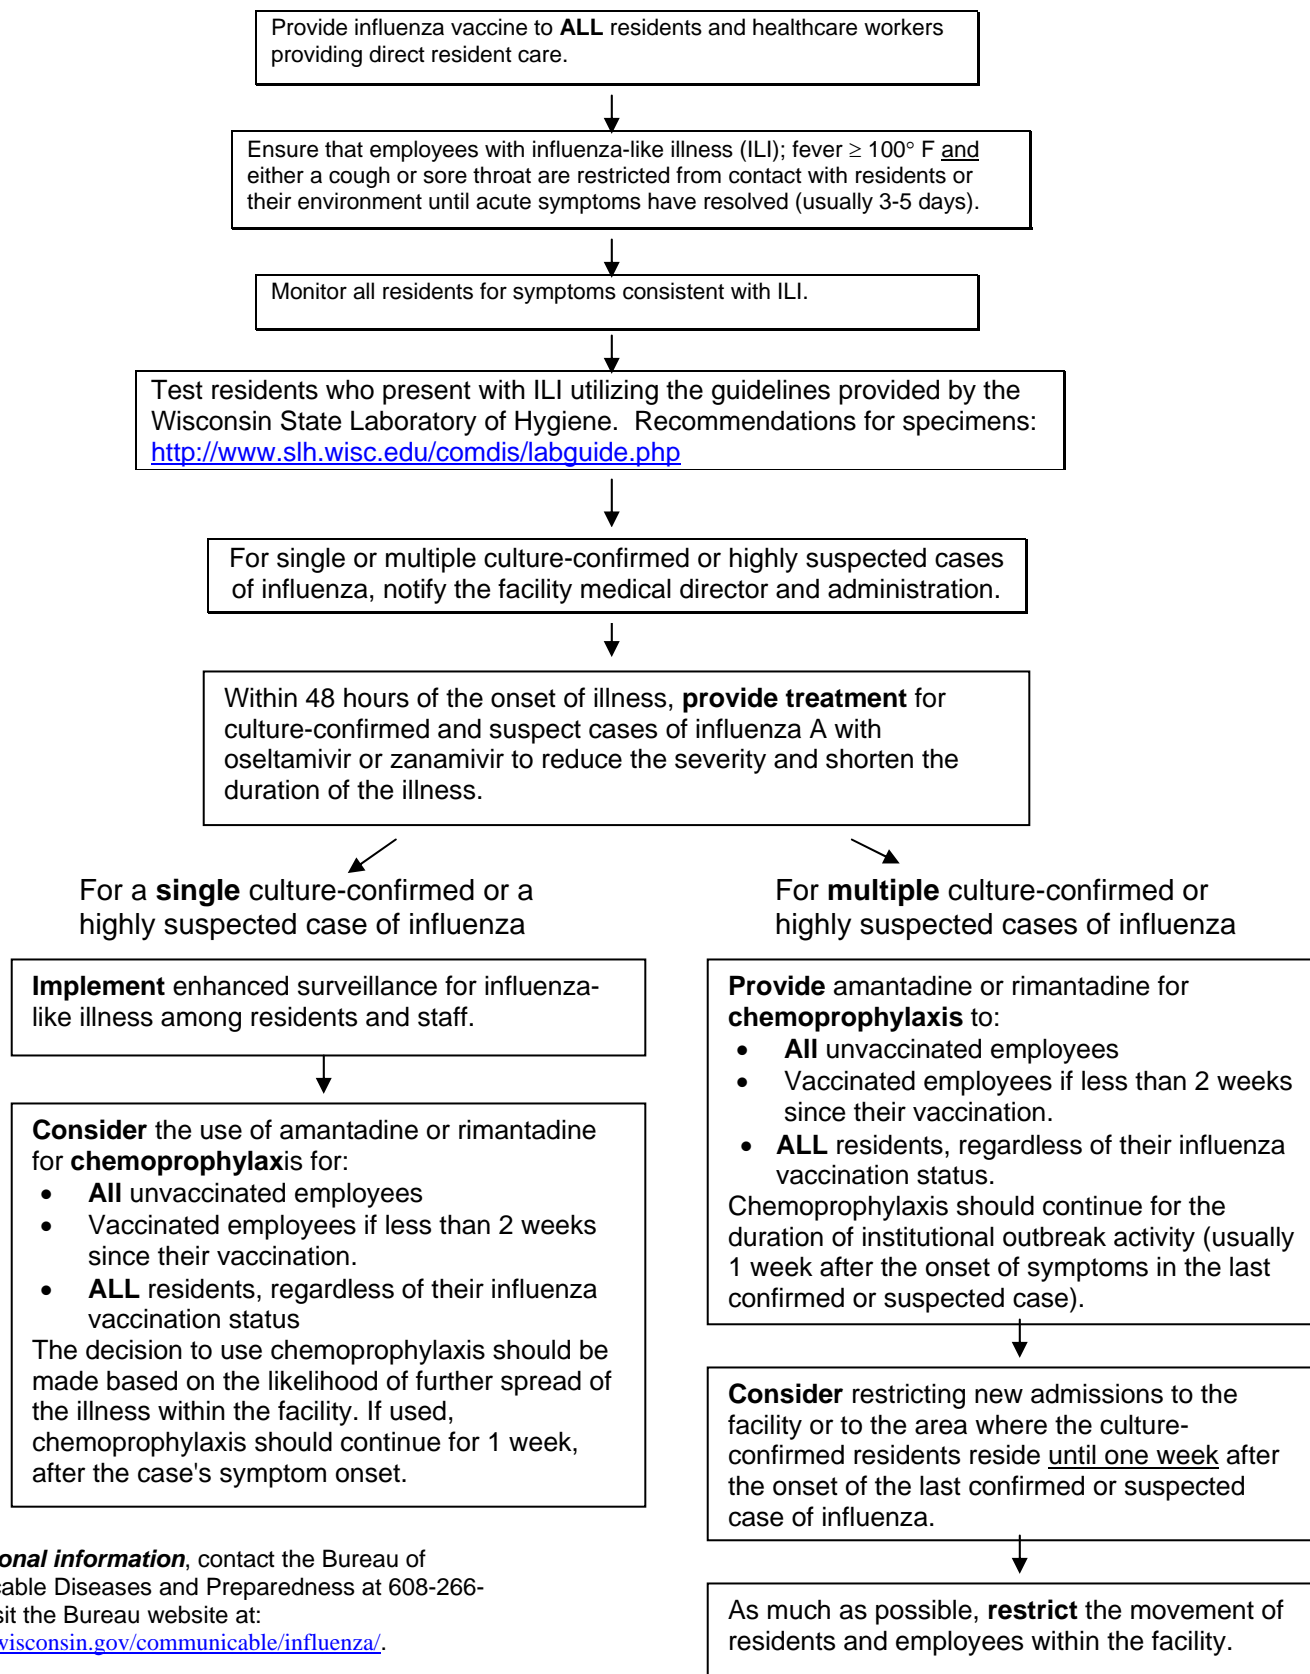 Provide influenza vaccine to ALL residents and healthcare workers
providing direct resident care.
Ensure that employees with influenza-like illness (ILI); fever ≥ 100° F and
either a cough or sore throat are restricted from contact with residents or
their environment until acute symptoms have resolved (usually 3-5 days).
Monitor all residents for symptoms consistent with ILI.
Test residents who present with ILI utilizing the guidelines provided by the
Wisconsin State Laboratory of Hygiene. Recommendations for specimens:
http://www.slh.wisc.edu/comdis/labguide.php
For single or multiple culture-confirmed or highly suspected cases
of influenza, notify the facility medical director and administration.
Within 48 hours of the onset of illness, provide treatment for
culture-confirmed and suspect cases of influenza A with
oseltamivir or zanamivir to reduce the severity and shorten the
duration of the illness.
For a single culture-confirmed or a
highly suspected case of influenza
Implement enhanced surveillance for influenza-
like illness among residents and staff.
Consider the use of amantadine or rimantadine
for chemoprophylaxis for:
• All unvaccinated employees
• Vaccinated employees if less than 2 weeks
since their vaccination.
• ALL residents, regardless of their influenza
vaccination status
The decision to use chemoprophylaxis should be
made based on the likelihood of further spread of
the illness within the facility. If used,
chemoprophylaxis should continue for 1 week,
after the case's symptom onset.
For multiple culture-confirmed or
highly suspected cases of influenza
Provide amantadine or rimantadine for
chemoprophylaxis to:
• All unvaccinated employees
• Vaccinated employees if less than 2 weeks
since their vaccination.
• ALL residents, regardless of their influenza
vaccination status.
Chemoprophylaxis should continue for the
duration of institutional outbreak activity (usually
1 week after the onset of symptoms in the last
confirmed or suspected case).
Consider restricting new admissions to the
facility or to the area where the culture-
confirmed residents reside until one week after
the onset of the last confirmed or suspected
case of influenza.
As much as possible, restrict the movement of
residents and employees within the facility.
onal information, contact the Bureau of
cable Diseases and Preparedness at 608-266-
sit the Bureau website at:
wisconsin.gov/communicable/influenza/.